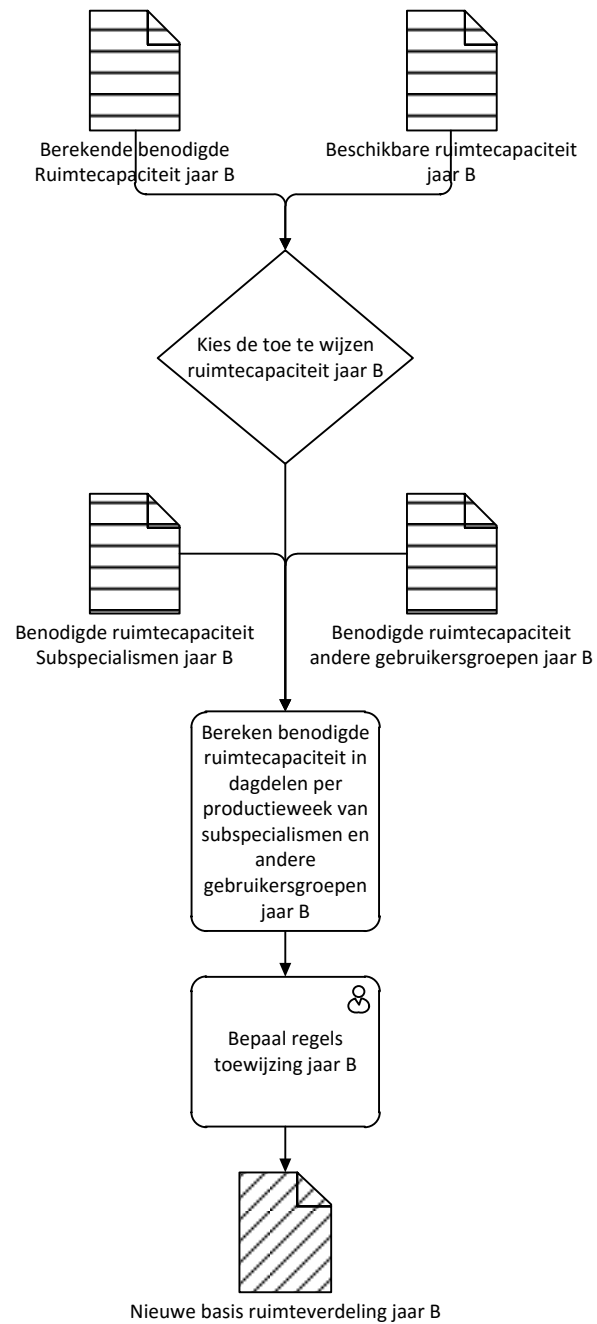 Berekende benodigde
Ruimtecapaciteit jaar B
Beschikbare ruimtecapaciteit
jaar B
Kies de toe te wijzen
ruimtecapaciteit jaar B
Benodigde ruimtecapaciteit
Subspecialismen jaar B
Benodigde ruimtecapaciteit
andere gebruikersgroepen jaar B
Bereken benodigde
ruimtecapaciteit in
dagdelen per
productieweek van
subspecialismen en
andere
gebruikersgroepen
jaar B
Bepaal regels
toewijzing jaar B
Nieuwe basis ruimteverdeling jaar B